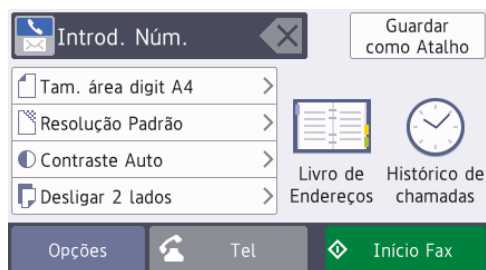 Introd. Núm.
Guardar
como Atalho
Tam. área digit A4
Resolução Padrão
Contraste Auto
Desligar 2 lados
Livro de
Endereços
Histórico de
chamadas
Opções
Tel
Início Fax